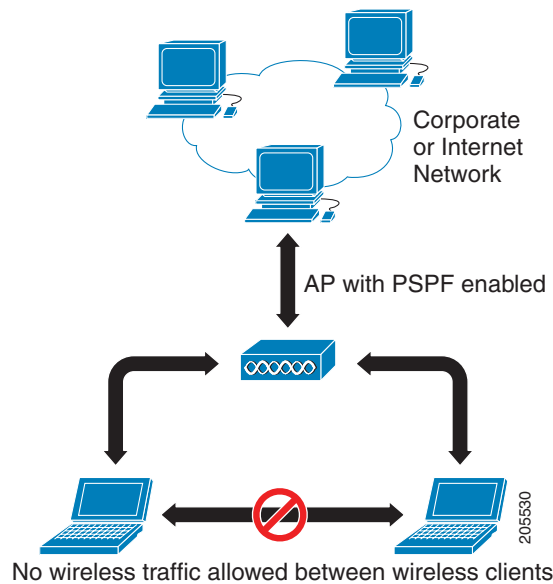 Corporate
or Internet
Network
AP with PSPF enabled
205530
No wireless traffic allowed between wireless clients